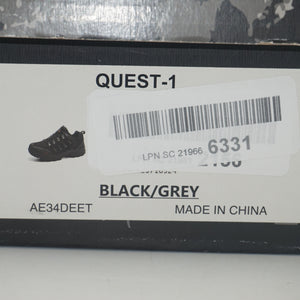 QUEST-1
LPN SC 21966 6331
BLACK/GREY
AE34DEET MADE IN CHINA